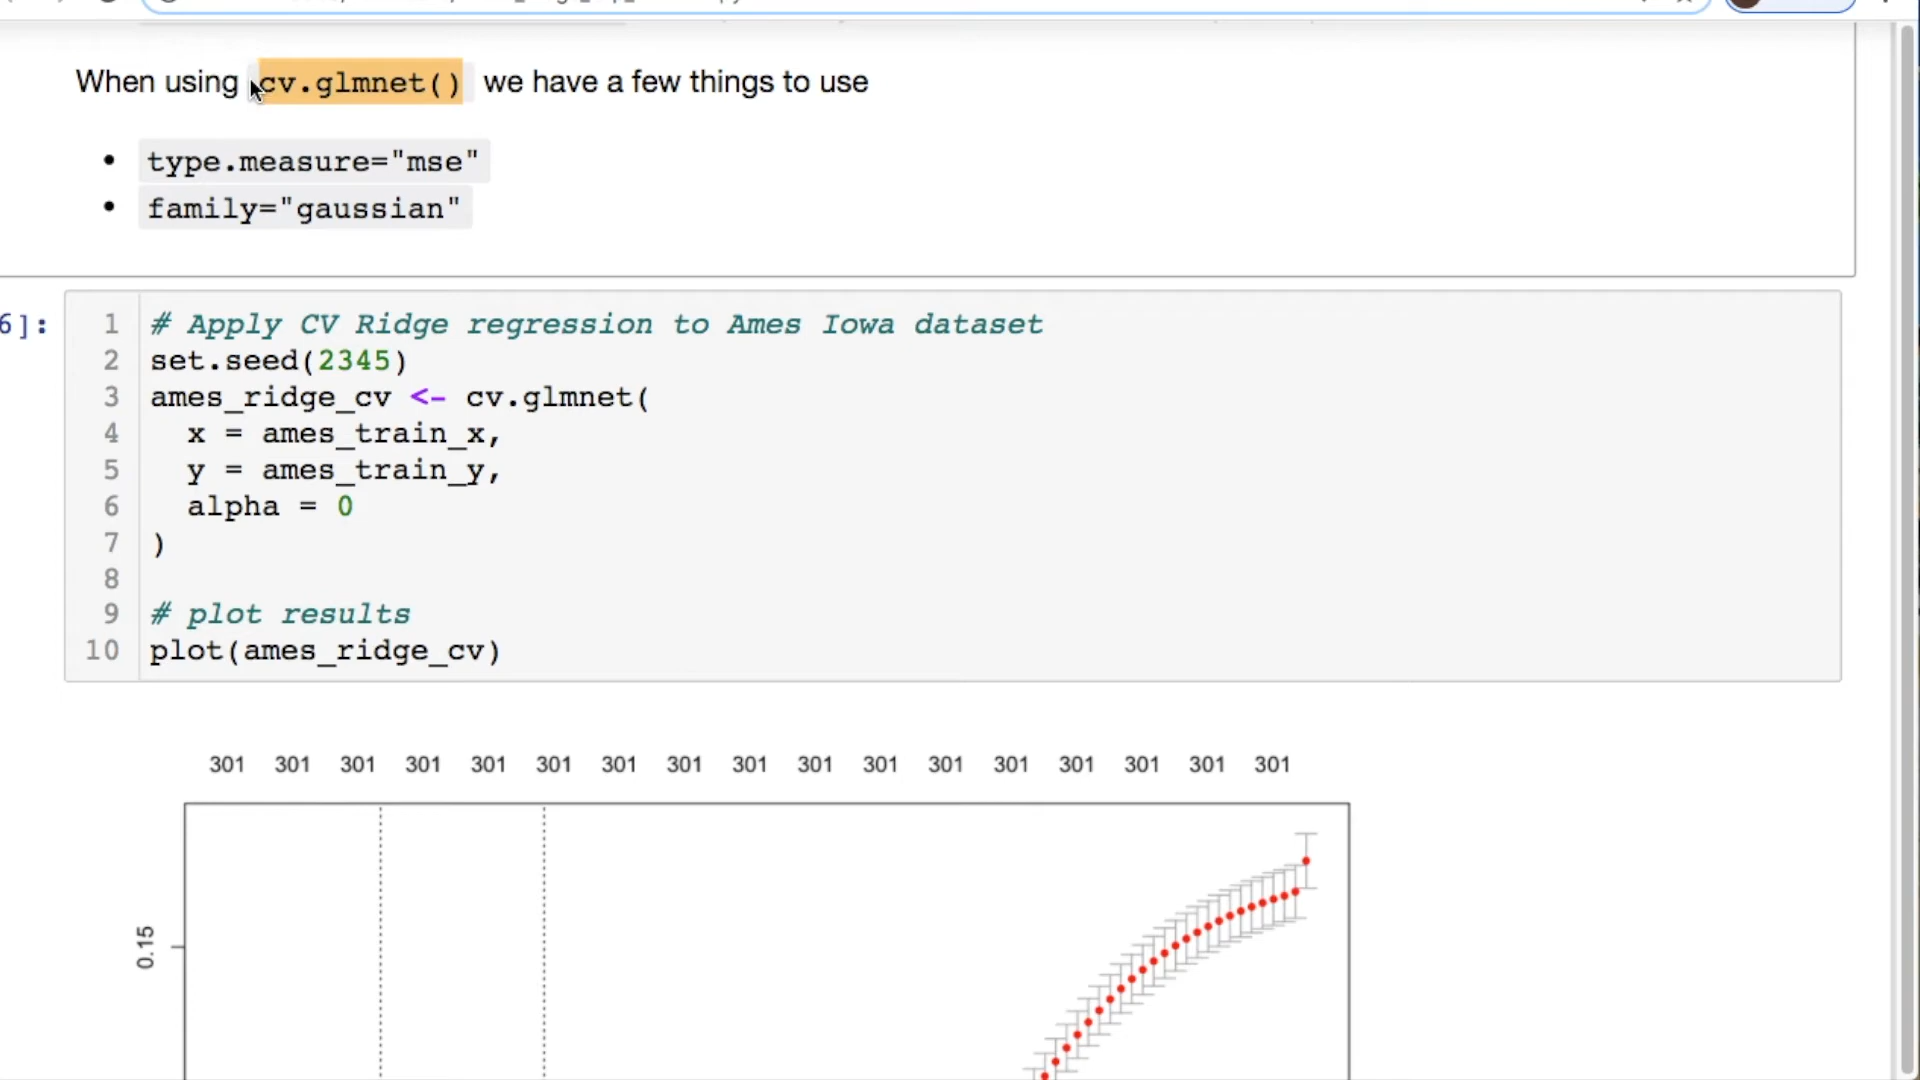 When using cv.glmnet() we have a few things to use
• type.measure="mse"
• family="gaussian"
6]:
1 # Apply CV Ridge regression to Ames Iowa dataset
2 set.seed(2345)
3 ames_ridge_cv <- cv.glmnet(
4 x = ames_train_x,
5 y = ames_train_y,
6 alpha = 0
7 )
8
9 # plot results
10 plot(ames_ridge_cv)
301 301 301 301 301 301 301 301 301 301 301 301 301 301 301 301 301
0.15